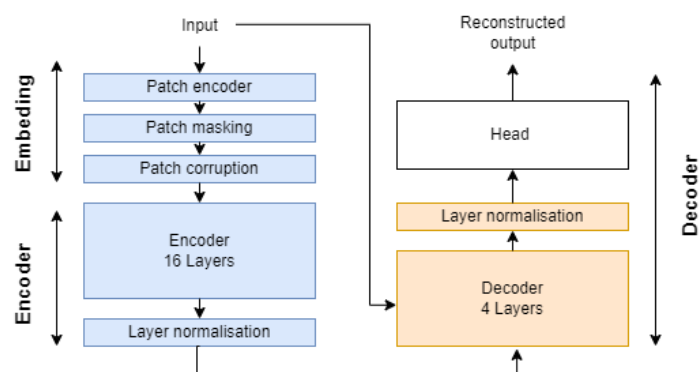 Input
Patch encoder
Patch masking
Patch corruption
Encoder
16 Layers
Layer normalisation
Embeding
Encoder
Reconstructed
output
Head
Layer normalisation
Decoder
4 Layers
Decoder